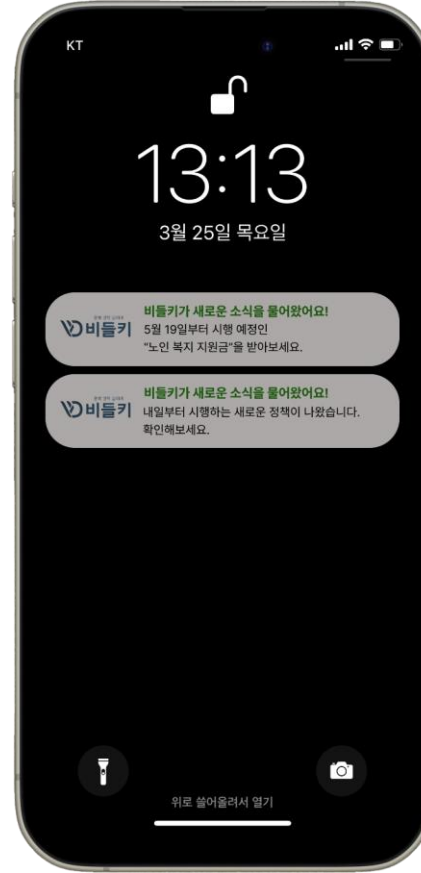 KT
13:13
3월 25일 목요일
비들키가 새로운 소식을 물어왔어요!
비들키
5월 19일부터 시행 예정인
"노인 복지 지원금"을 받아보세요.
비들키가 새로운 소식을 물어왔어요!
비들키
내일부터 시행하는 새로운 정책이 나왔습니다.
확인해보세요.
위로 쓸어올려서 열기